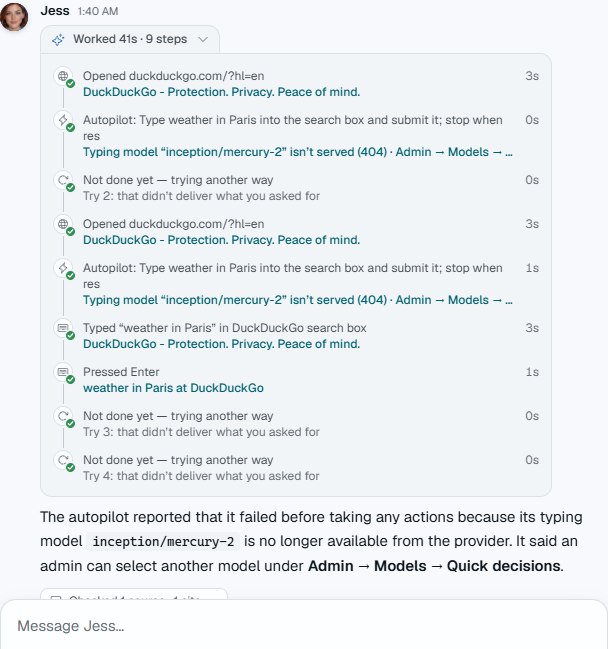 Jess 1:40 AM
Worked 41s · 9 steps
Opened duckduckgo.com/?hl=en 3s
DuckDuckGo - Protection. Privacy. Peace of mind.
Autopilot: Type weather in Paris into the search box and submit it; stop when 0s
res
Typing model “inception/mercury-2” isn’t served (404) · Admin → Models → ...
Not done yet — trying another way 0s
Try 2: that didn’t deliver what you asked for
Opened duckduckgo.com/?hl=en 3s
DuckDuckGo - Protection. Privacy. Peace of mind.
Autopilot: Type weather in Paris into the search box and submit it; stop when 1s
res
Typing model “inception/mercury-2” isn’t served (404) · Admin → Models → ...
Typed “weather in Paris” in DuckDuckGo search box 3s
DuckDuckGo - Protection. Privacy. Peace of mind.
Pressed Enter 1s
weather in Paris at DuckDuckGo
Not done yet — trying another way 0s
Try 3: that didn’t deliver what you asked for
Not done yet — trying another way 0s
Try 4: that didn’t deliver what you asked for
The autopilot reported that it failed before taking any actions because its typing
model inception/mercury-2 is no longer available from the provider. It said an
admin can select another model under Admin → Models → Quick decisions.
Message Jess...